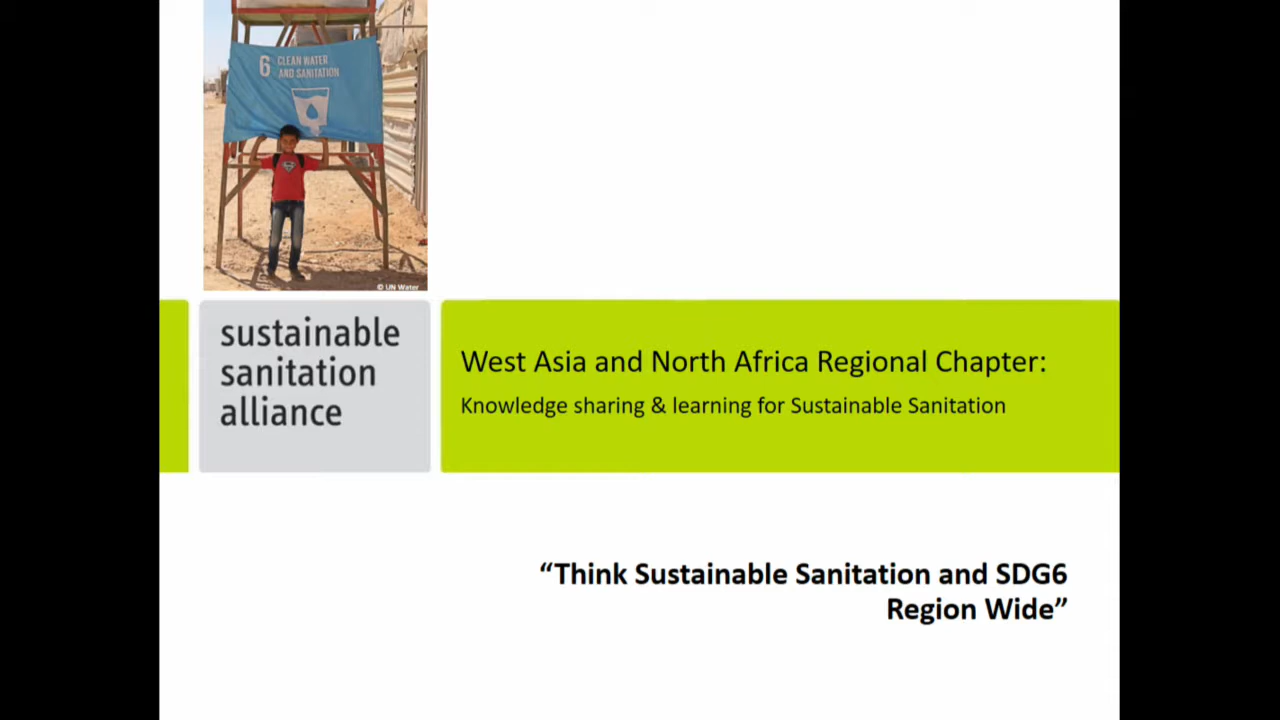 6 CLEAN WATER
AND SANITATION
© UN Water
sustainable
sanitation
alliance
West Asia and North Africa Regional Chapter:
Knowledge sharing & learning for Sustainable Sanitation
“Think Sustainable Sanitation and SDG6
Region Wide”